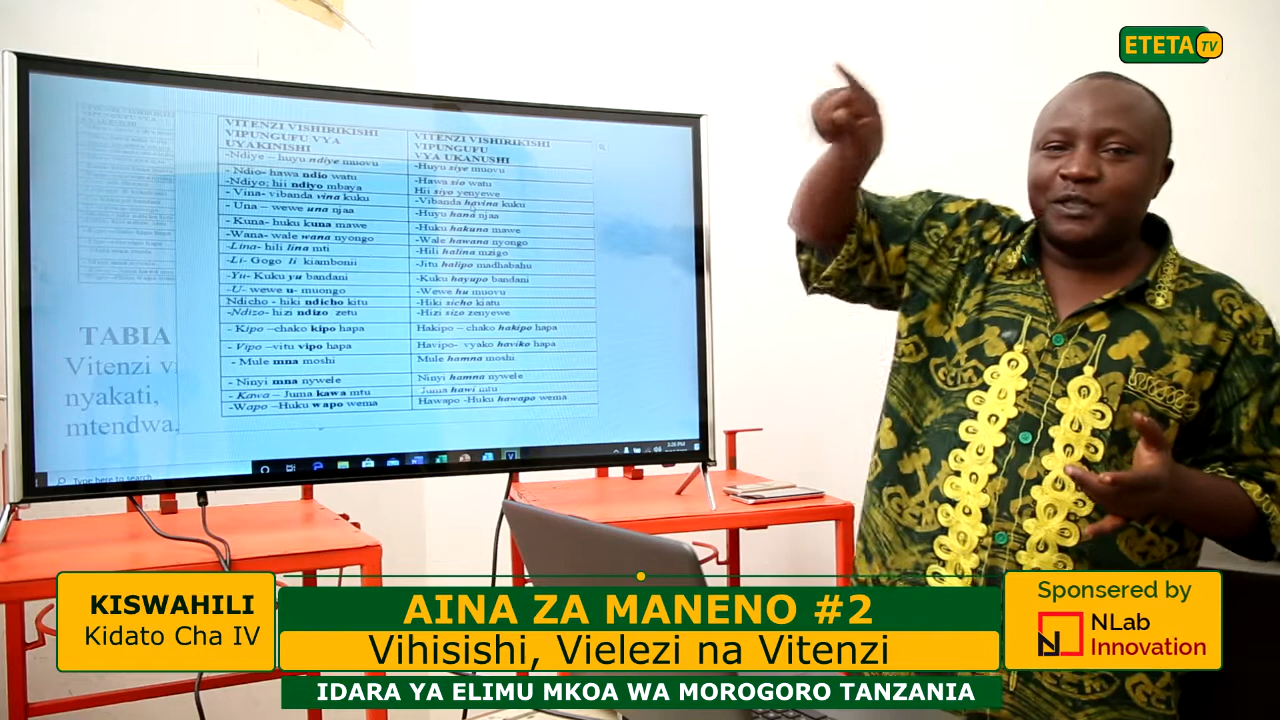 ETETA TV
VITENZI VISHIRIKISHI
VIPUNGUFU VYA
UYAKINISHI
-Ndiye – huyu ndiye muovu
- Ndio- hawa ndio watu
-Ndiyo; hii ndiyo mbaya
- Vina- vibanda vina kuku
- Una – wewe una njaa
- Kuna- huku kuna mawe
-Wana- wale wana nyongo
-Lina- hili lina mti
-Li- Gogo li kiambonii
-Yu- Kuku yu bandani
-U- wewe u- muongo
Ndicho - hiki ndicho kitu
-Ndizo- hizi ndizo zetu
- Kipo –chako kipo hapa
- Vipo –vitu vipo hapa
- Mule mna moshi
- Ninyi mna nywele
- Kawa – Juma kawa mtu
-Wapo –Huku wapo wema
VITENZI VISHIRIKISHI
VIPUNGUFU
VYA UKANUSHI
-Huyu siye muovu
-Hawa sio watu
Hii siyo yenyewe
-Vibanda havina kuku
-Huyu hana njaa
-Huku hakuna mawe
-Wale hawana nyongo
-Hili halina mzigo
-Jitu halipo madhabahu
-Kuku hayupo bandani
-Wewe hu muovu
-Hiki sicho kiatu
-Hizi sizo zenyewe
Hakipo – chako hakipo hapa
Havipo- vyako haviko hapa
Mule hamna moshi
Ninyi hamna nywele
Juma hawi mtu
Hawapo -Huku hawapo wema
TABIA
Vitenzi
nyakati,
mtendwa,
Type here to search
3:28 PM
KISWAHILI
Kidato Cha IV
AINA ZA MANENO #2
Vihisishi, Vielezi na Vitenzi
IDARA YA ELIMU MKOA WA MOROGORO TANZANIA
Sponsered by
NLab
Innovation